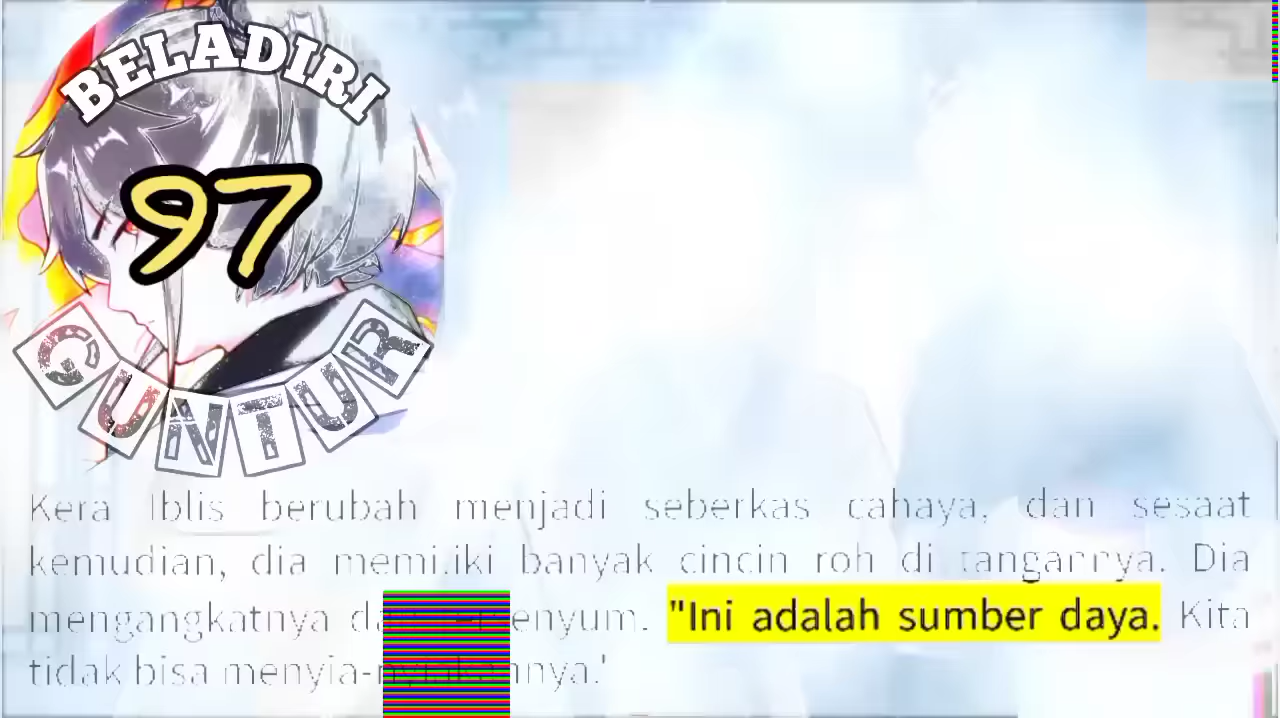 BELADIRI
97
GUNTUR
Kera Iblis berubah menjadi seberkas cahaya, dan sesaat
kemudian, dia memiliki banyak cincin roh di tangannya. Dia
mengangkatnya "Ini adalah sumber daya. Kita
tidak bisa